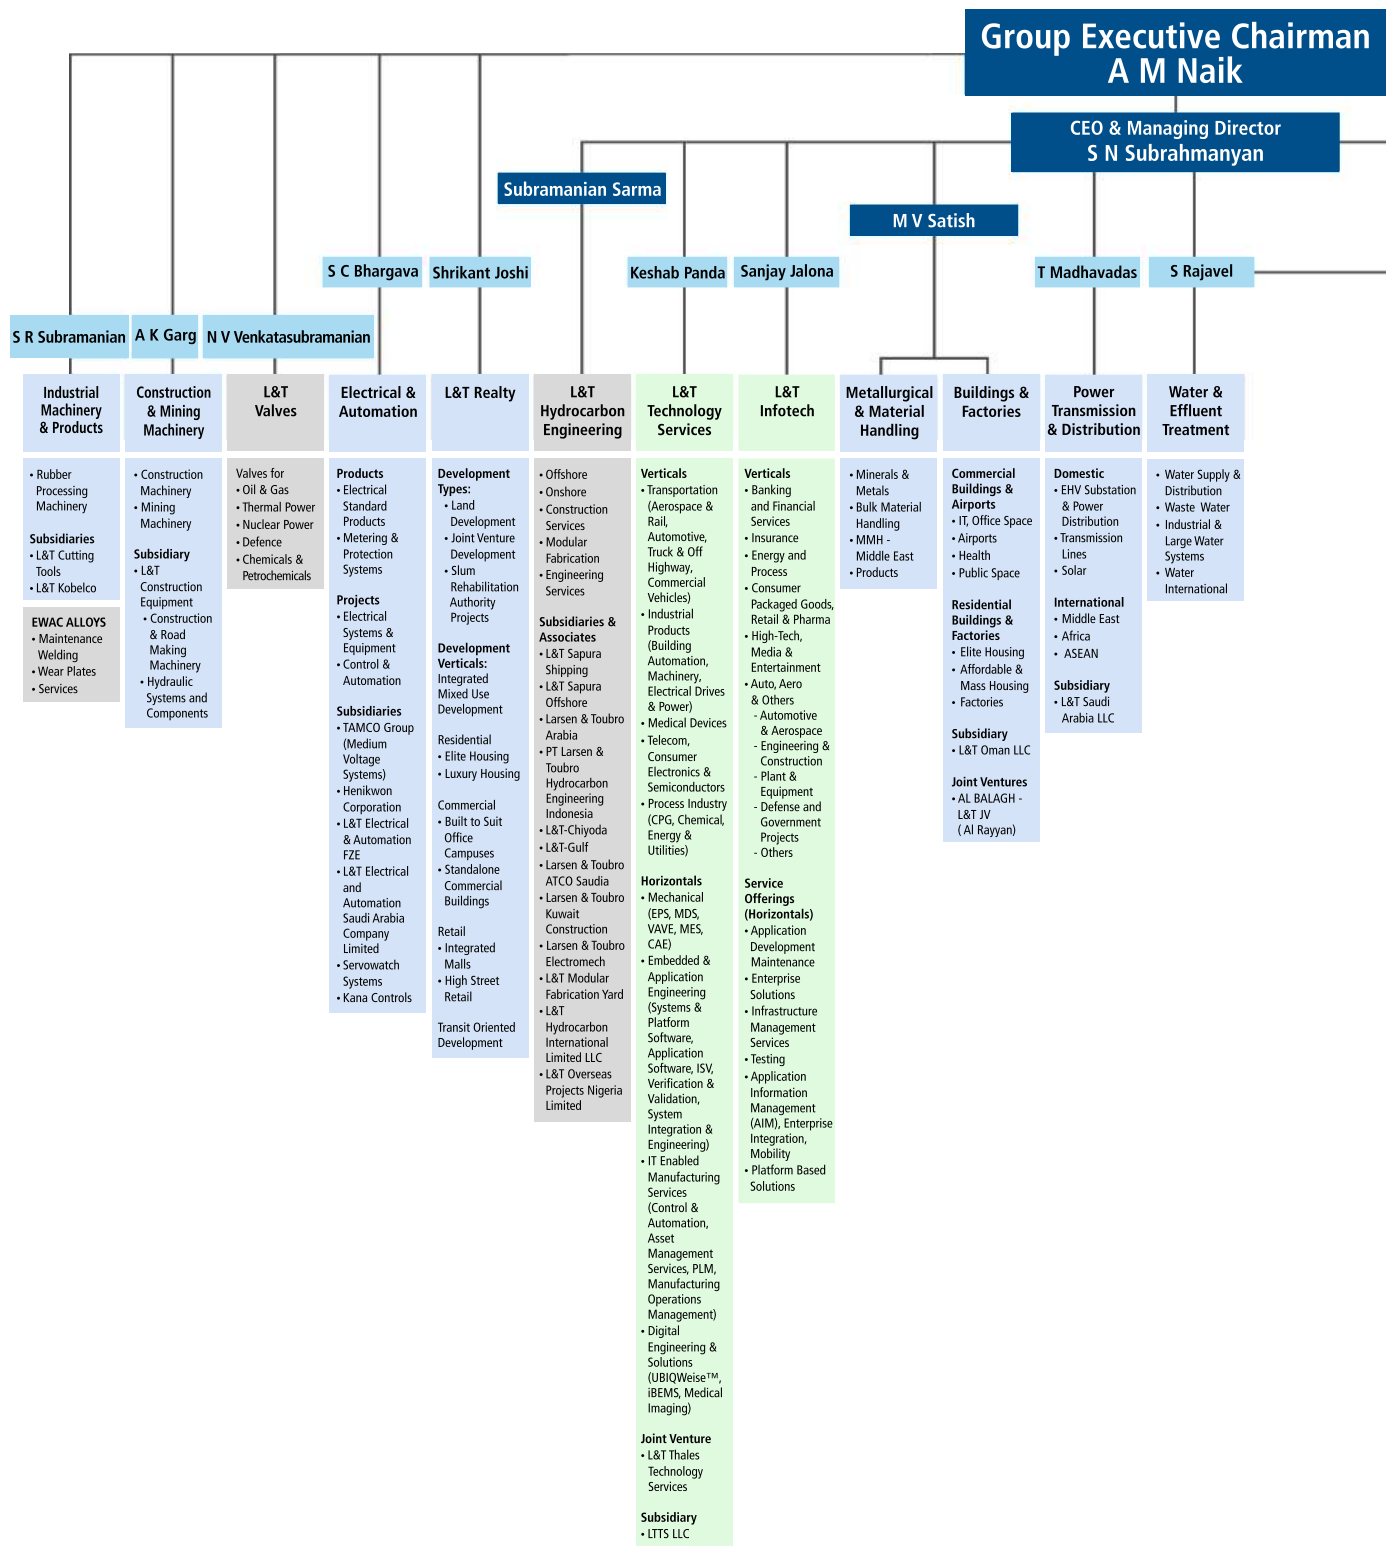 Group Executive Chairman
A M Naik
CEO & Managing Director
S N Subrahmanyan
Subramanian Sarma
M V Satish
S C Bhargava
Shrikant Joshi
Keshab Panda
Sanjay Jalona
T Madhavadas
S Rajavel
S R Subramanian
A K Garg
N V Venkatasubramanian
Industrial
Machinery
& Products
• Rubber
Processing
Machinery
Subsidiaries
• L&T Cutting
Tools
• L&T Kobelco
EWAC ALLOYS
• Maintenance
Welding
• Wear Plates
• Services
Construction
& Mining
Machinery
• Construction
Machinery
• Mining
Machinery
Subsidiary
• L&T
Construction
Equipment
• Construction
& Road
Making
Machinery
• Hydraulic
Systems and
Components
L&T
Valves
Valves for
• Oil & Gas
• Thermal Power
• Nuclear Power
• Defence
• Chemicals &
Petrochemicals
Electrical &
Automation
Products
• Electrical
Standard
Products
• Metering &
Protection
Systems
Projects
• Electrical
Systems &
Equipment
• Control &
Automation
Subsidiaries
• TAMCO Group
(Medium
Voltage
Systems)
• Henikwon
Corporation
• L&T Electrical
& Automation
FZE
• L&T Electrical
and
Automation
Saudi Arabia
Company
Limited
• Servowatch
Systems
• Kana Controls
L&T Realty
Development
Types:
• Land
Development
• Joint Venture
Development
• Slum
Rehabilitation
Authority
Projects
Development
Verticals:
Integrated
Mixed Use
Development
Residential
• Elite Housing
• Luxury Housing
Commercial
• Built to Suit
Office
Campuses
• Standalone
Commercial
Buildings
Retail
• Integrated
Malls
• High Street
Retail
Transit Oriented
Development
L&T
Hydrocarbon
Engineering
• Offshore
• Onshore
• Construction
Services
• Modular
Fabrication
• Engineering
Services
Subsidiaries &
Associates
• L&T Sapura
Shipping
• L&T Sapura
Offshore
• Larsen & Toubro
Arabia
• PT Larsen &
Toubro
Hydrocarbon
Engineering
Indonesia
• L&T-Chiyoda
• L&T-Gulf
• Larsen & Toubro
ATCO Saudia
• Larsen & Toubro
Kuwait
Construction
• Larsen & Toubro
Electromech
• L&T Modular
Fabrication Yard
• L&T
Hydrocarbon
International
Limited LLC
• L&T Overseas
Projects Nigeria
Limited
L&T
Technology
Services
Verticals
• Transportation
(Aerospace &
Rail,
Automotive,
Truck & Off
Highway,
Commercial
Vehicles)
• Industrial
Products
(Building
Automation,
Machinery,
Electrical Drives
& Power)
• Medical Devices
• Telecom,
Consumer
Electronics &
Semiconductors
• Process Industry
(CPG, Chemical,
Energy &
Utilities)
Horizontals
• Mechanical
(EPS, MDS,
VAVE, MES,
CAE)
• Embedded &
Application
Engineering
(Systems &
Platform
Software,
Application
Software, ISV,
Verification &
Validation,
System
Integration &
Engineering)
• IT Enabled
Manufacturing
Services
(Control &
Automation,
Asset
Management
Services, PLM,
Manufacturing
Operations
Management)
• Digital
Engineering &
Solutions
(UBIQWeise™,
iBEMS, Medical
Imaging)
Joint Venture
• L&T Thales
Technology
Services
Subsidiary
• LTTS LLC
L&T
Infotech
Verticals
• Banking
and Financial
Services
• Insurance
• Energy and
Process
• Consumer
Packaged Goods,
Retail & Pharma
• High-Tech,
Media &
Entertainment
• Auto, Aero
& Others
- Automotive
& Aerospace
- Engineering &
Construction
- Plant &
Equipment
- Defense and
Government
Projects
- Others
Service
Offerings
(Horizontals)
• Application
Development
Maintenance
• Enterprise
Solutions
• Infrastructure
Management
Services
• Testing
• Application
Information
Management
(AIM), Enterprise
Integration,
Mobility
• Platform Based
Solutions
Metallurgical
& Material
Handling
• Minerals &
Metals
• Bulk Material
Handling
• MMH -
Middle East
• Products
Buildings &
Factories
Commercial
Buildings &
Airports
• IT, Office Space
• Airports
• Health
• Public Space
Residential
Buildings &
Factories
• Elite Housing
• Affordable &
Mass Housing
• Factories
Subsidiary
• L&T Oman LLC
Joint Ventures
• AL BALAGH -
L&T JV
( Al Rayyan)
Power
Transmission
& Distribution
Domestic
• EHV Substation
& Power
Distribution
• Transmission
Lines
• Solar
International
• Middle East
• Africa
• ASEAN
Subsidiary
• L&T Saudi
Arabia LLC
Water &
Effluent
Treatment
• Water Supply &
Distribution
• Waste Water
• Industrial &
Large Water
Systems
• Water
International